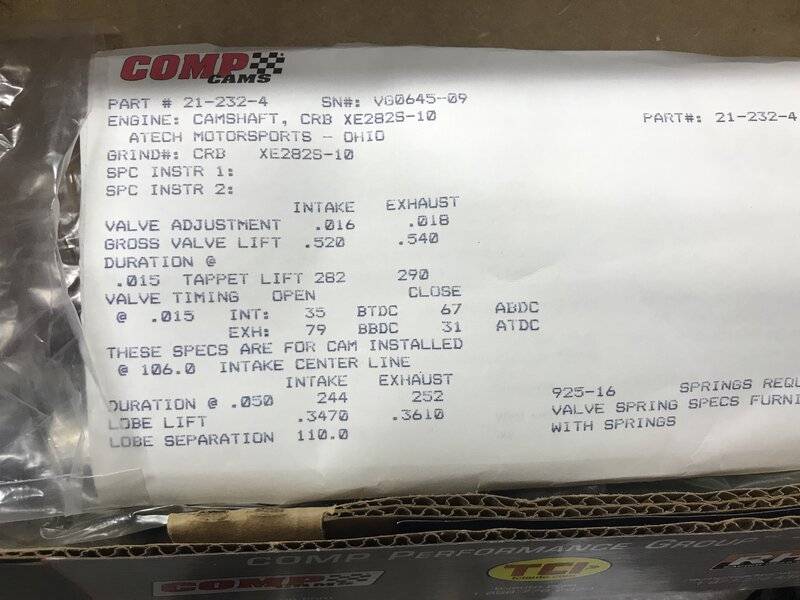 COMP
CAMS
PART # 21-232-4 SN#: V00645-09
ENGINE: CAMSHAFT, CRB XE282S-10 PART#: 21-232-4
ATECH MOTORSPORTS - OHIO
GRIND#: CRB XE282S-10
SPC INSTR 1:
SPC INSTR 2:
INTAKE EXHAUST
VALVE ADJUSTMENT .016 .018
GROSS VALVE LIFT .520 .540
DURATION @
.015 TAPPET LIFT 282 290
VALVE TIMING OPEN CLOSE
@ .015 INT: 35 BTDC 67 ABDC
EXH: 79 BBDC 31 ATDC
THESE SPECS ARE FOR CAM INSTALLED
@ 106.0 INTAKE CENTER LINE
INTAKE EXHAUST
DURATION @ .050 244 252 925-16 SPRINGS REQU
LOBE LIFT .3470 .3610 VALVE SPRING SPECS FURNI
LOBE SEPARATION 110.0 WITH SPRINGS
COMP PERFORMANCE GROUP
COMP TCI